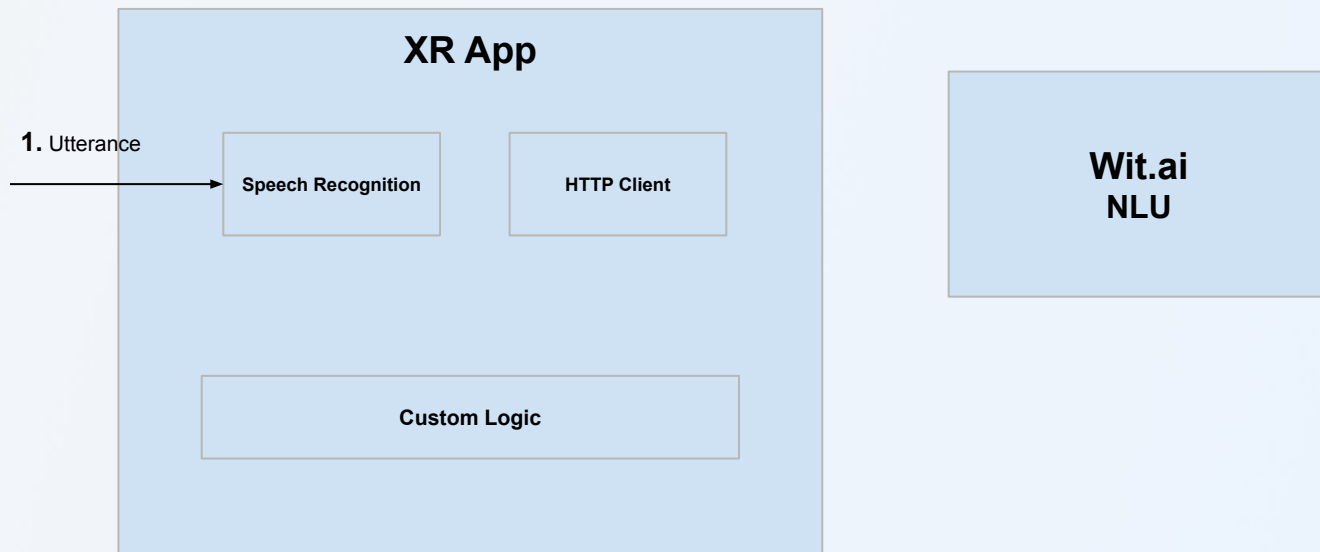 XR App
1. Utterance
Speech Recognition
HTTP Client
Wit.ai
NLU
Custom Logic